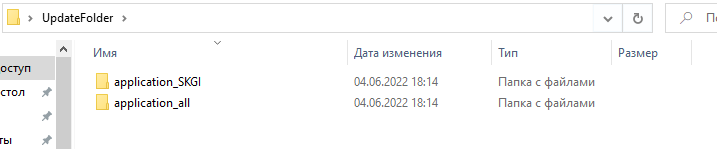 UpdateFolder
По
Имя Дата изменения Тип Размер
оступ
application_SKGI 04.06.2022 18:14 Папка с файлами
стол
application_all 04.06.2022 18:14 Папка с файлами
ты